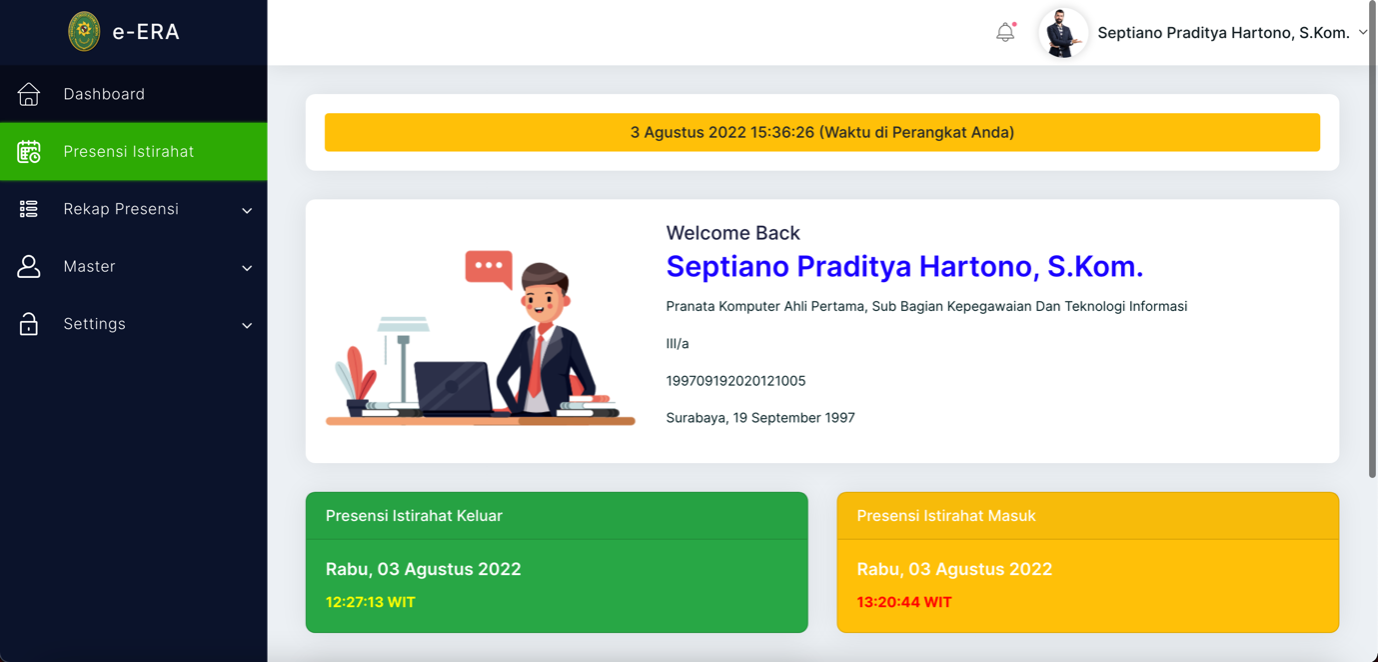 e-ERA
Septiano Praditya Hartono, S.Kom.
Dashboard
Presensi Istirahat
Rekap Presensi
Master
Settings
3 Agustus 2022 15:36:26 (Waktu di Perangkat Anda)
Welcome Back
Septiano Praditya Hartono, S.Kom.
Pranata Komputer Ahli Pertama, Sub Bagian Kepegawaian Dan Teknologi Informasi
III/a
199709192020121005
Surabaya, 19 September 1997
Presensi Istirahat Keluar
Rabu, 03 Agustus 2022
12:27:13 WIT
Presensi Istirahat Masuk
Rabu, 03 Agustus 2022
13:20:44 WIT